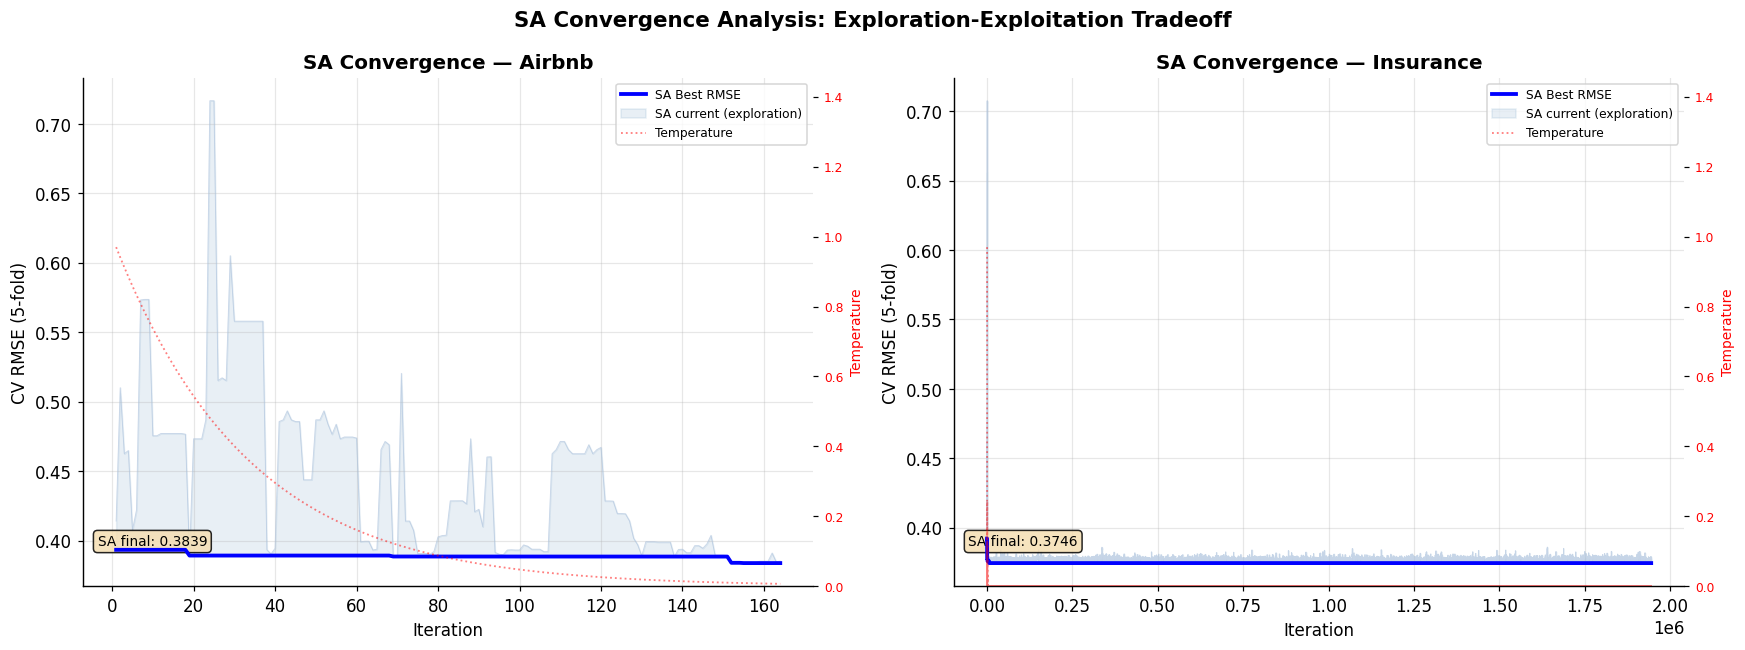 SA Convergence Analysis: Exploration-Exploitation Tradeoff
SA Convergence — Airbnb
CV RMSE (5-fold)
0.70
0.65
0.60
0.55
0.50
0.45
0.40
SA Best RMSE
SA current (exploration)
Temperature
SA final: 0.3839
1.4
1.2
1.0
0.8
0.6
0.4
0.2
0.0
Temperature
0 20 40 60 80 100 120 140 160
Iteration
SA Convergence — Insurance
CV RMSE (5-fold)
0.70
0.65
0.60
0.55
0.50
0.45
0.40
SA Best RMSE
SA current (exploration)
Temperature
SA final: 0.3746
1.4
1.2
1.0
0.8
0.6
0.4
0.2
0.0
Temperature
0.00 0.25 0.50 0.75 1.00 1.25 1.50 1.75 2.00
1e6
Iteration